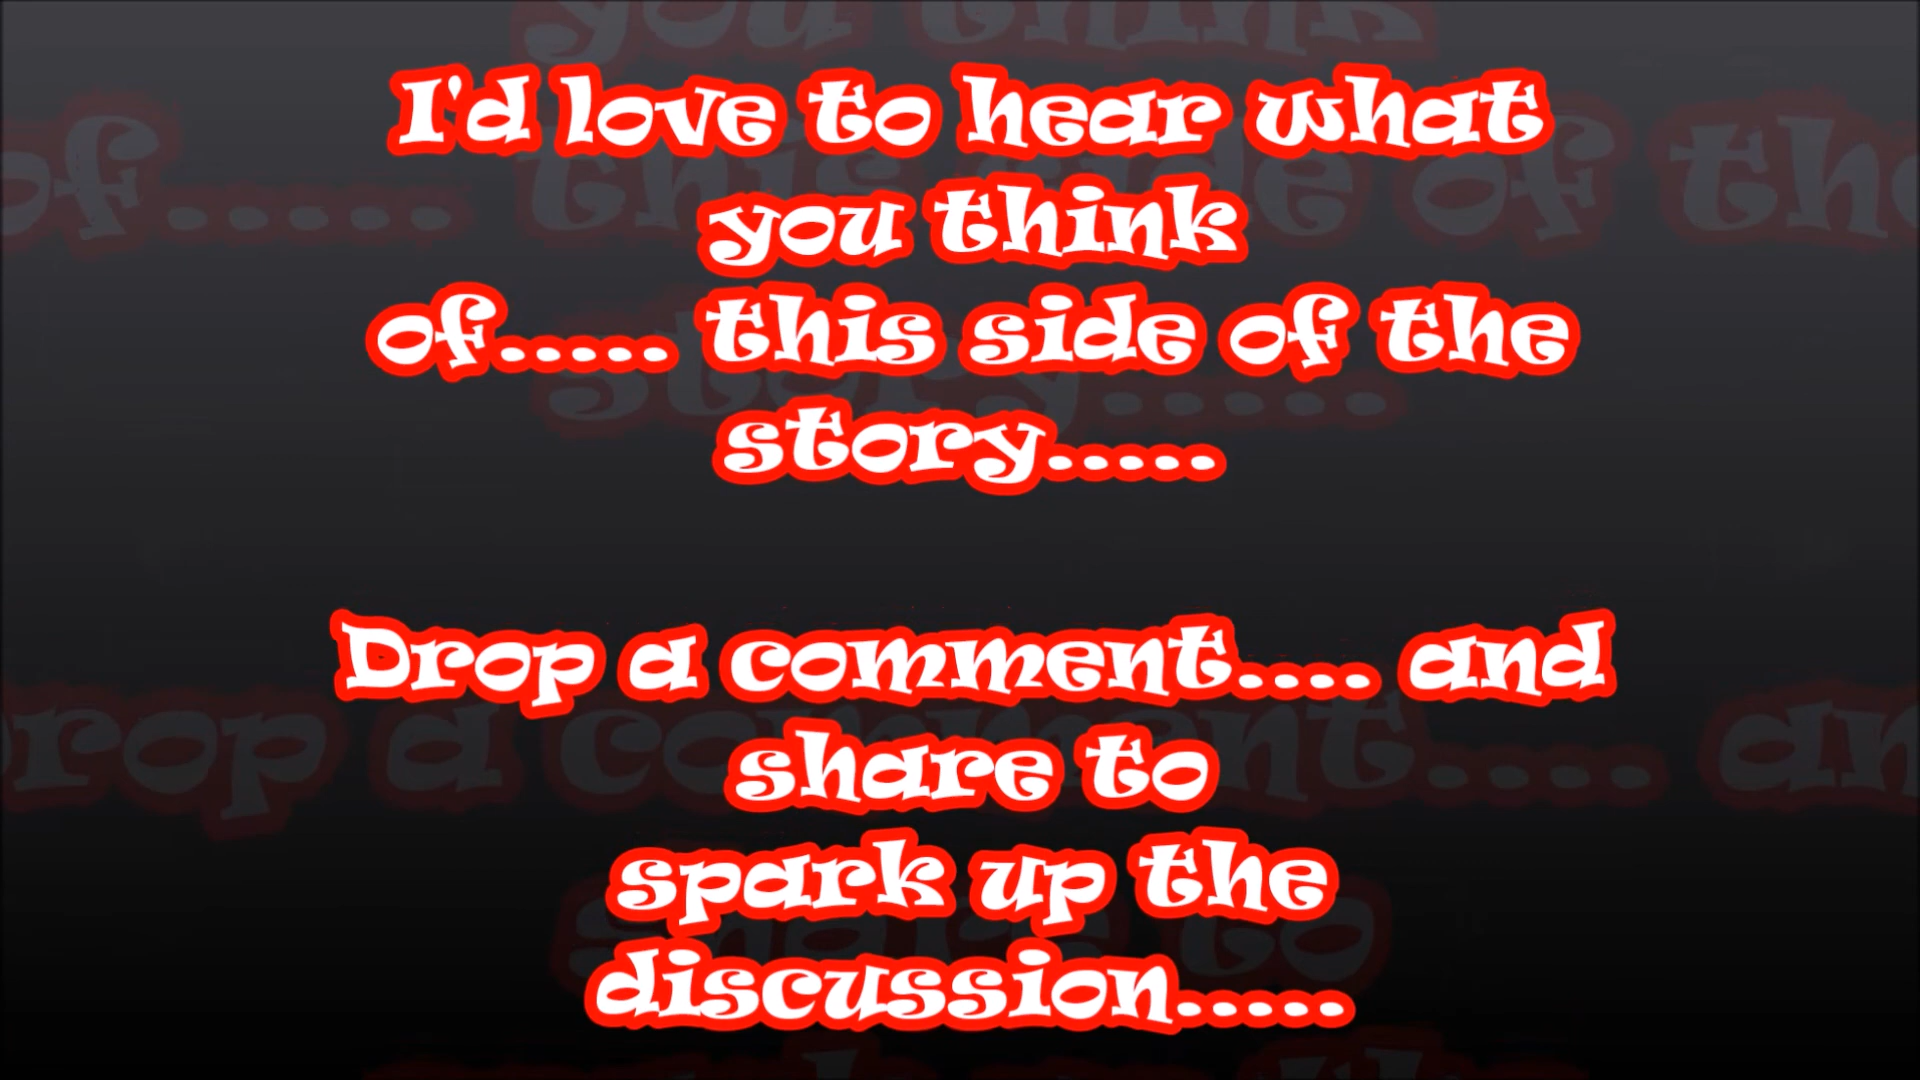 I'd love to hear what
you think
of..... this side of the
story.....
Drop a comment.... and
share to
spark up the
discussion.....